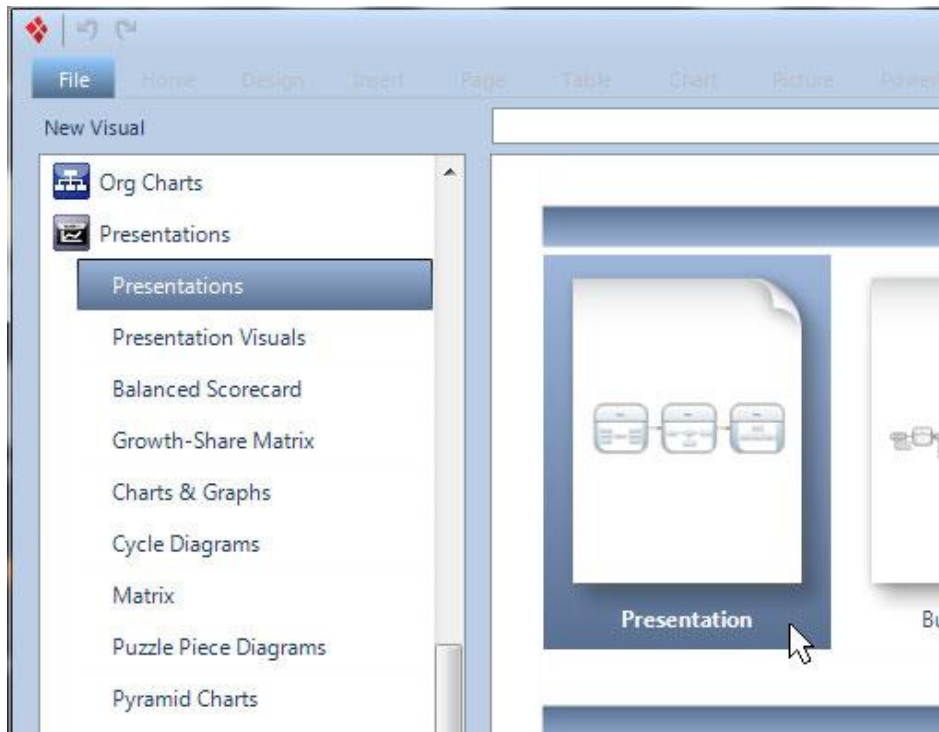 File Home Design Insert Page Table Chart Picture Power
New Visual
Org Charts
Presentations
Presentations
Presentation Visuals
Balanced Scorecard
Growth-Share Matrix
Charts & Graphs
Cycle Diagrams
Matrix
Puzzle Piece Diagrams
Pyramid Charts
Presentation